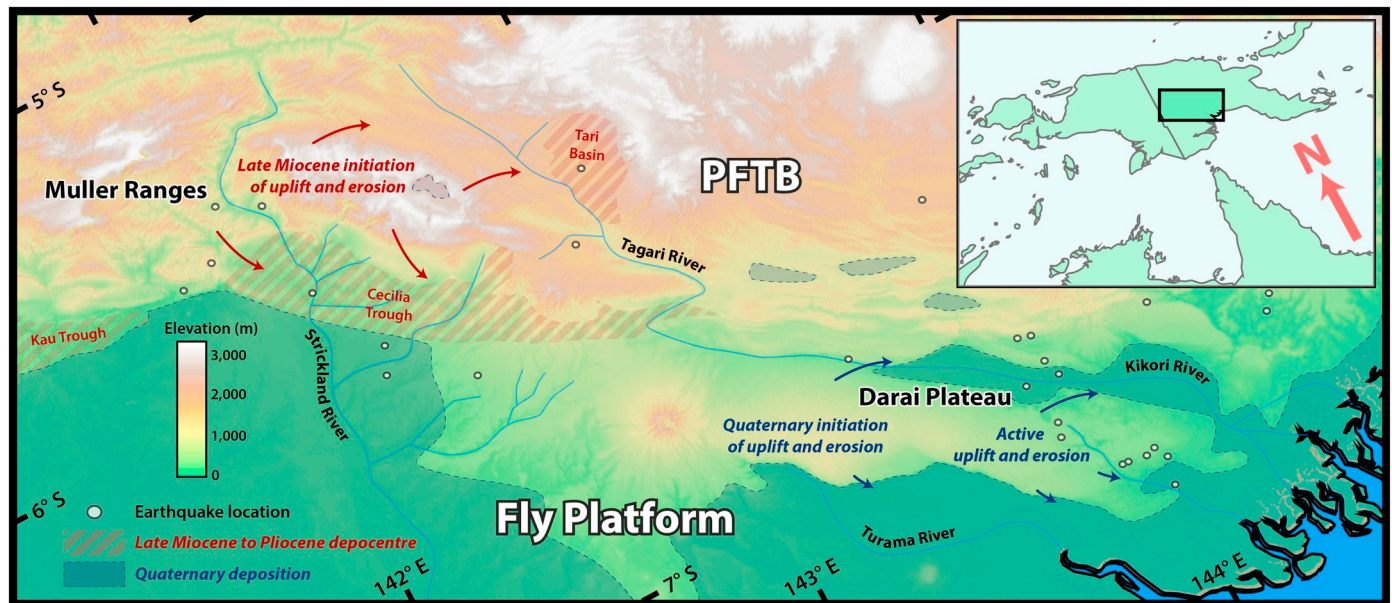 5° S
Late Miocene initiation
of uplift and erosion
Tari
Basin
PFTB
N
Muller Ranges
Tagari River
Cecilia
Trough
Kau Trough
Elevation (m)
3,000
2,000
1,000
0
Strickland River
Kikori River
Darai Plateau
Quaternary initiation
of uplift and erosion
Active
uplift and erosion
6° S
Earthquake location
Late Miocene to Pliocene depocentre
Quaternary deposition
Fly Platform
Turama River
142° E
7° S
143° E
144° E